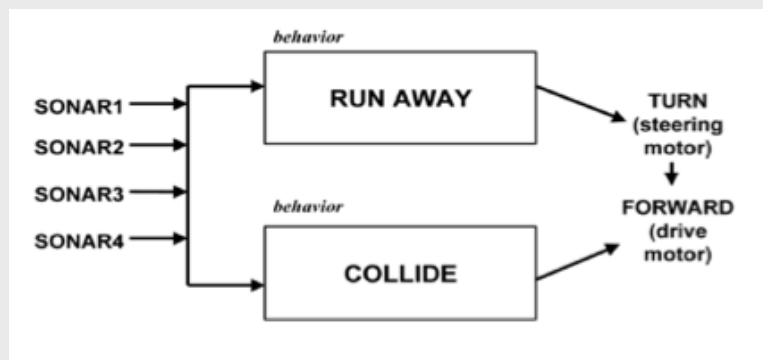 behavior
RUN AWAY
SONAR1
SONAR2
SONAR3
SONAR4
TURN
(steering
motor)
behavior
COLLIDE
FORWARD
(drive
motor)